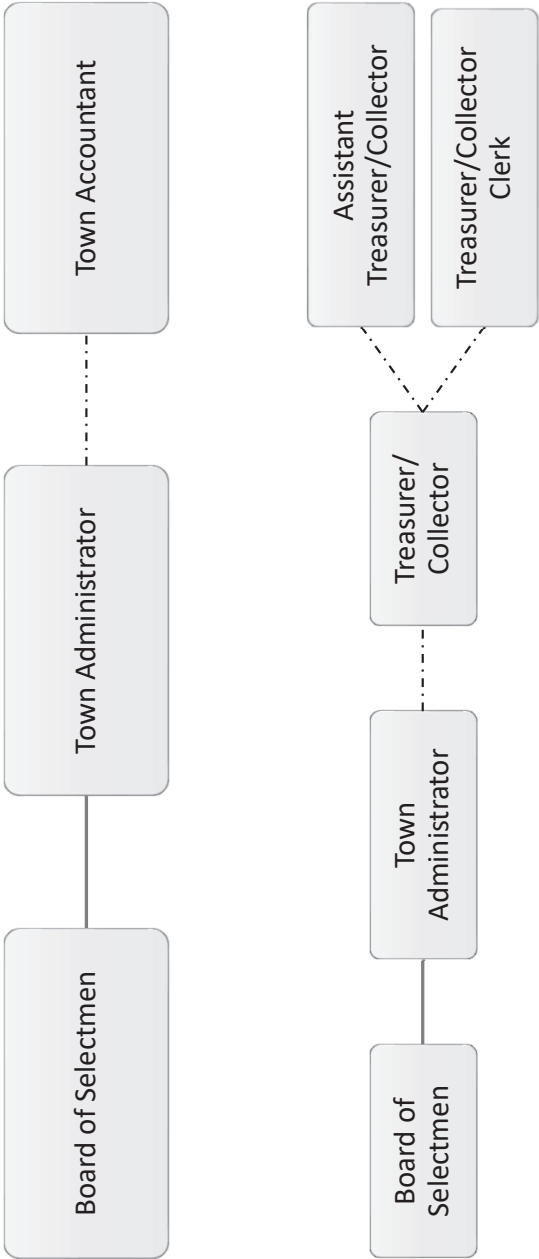 Board of Selectmen
Town Administrator
Town Accountant
Board of
Selectmen
Town
Administrator
Treasurer/
Collector
Assistant
Treasurer/Collector
Treasurer/Collector
Clerk